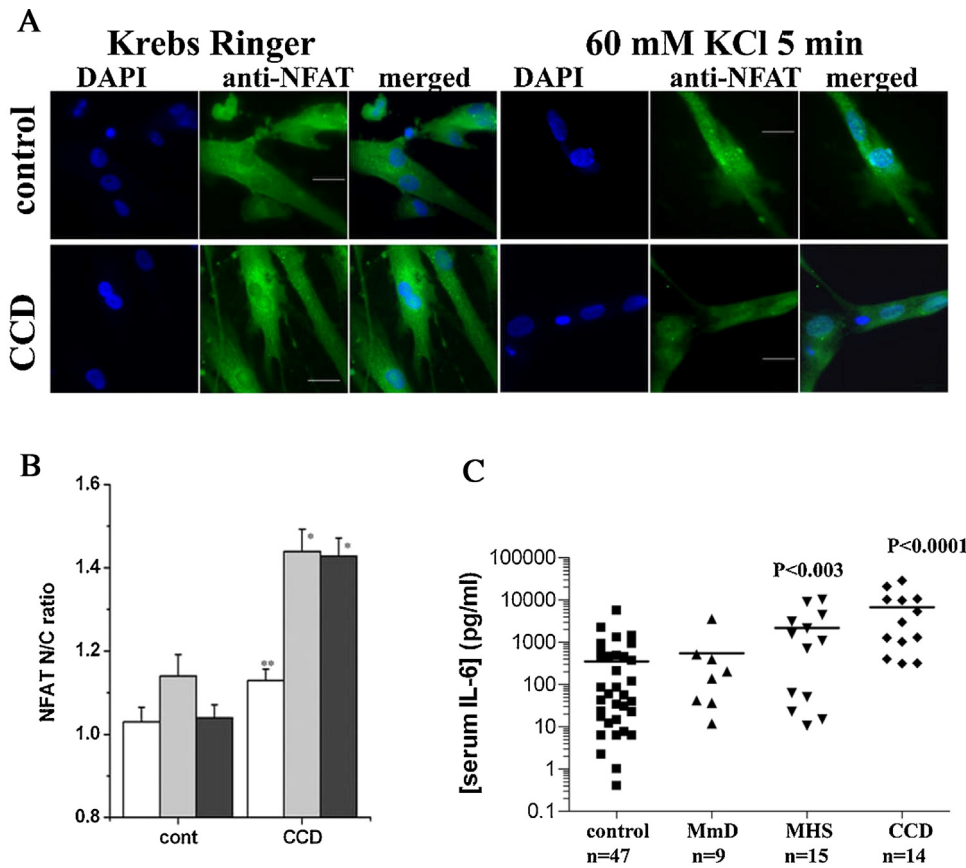 A
Krebs Ringer 60 mM KCl 5 min
DAPI anti-NFAT merged DAPI anti-NFAT merged
control
CCD
B
NFAT N/C ratio
1.6
1.4
1.2
1.0
0.8
**
*
*
cont CCD
C
[serum IL-6] (pg/ml)
100000
10000
1000
100
10
1
0.1
P<0.003
P<0.0001
control MmD MHS CCD
n=47 n=9 n=15 n=14